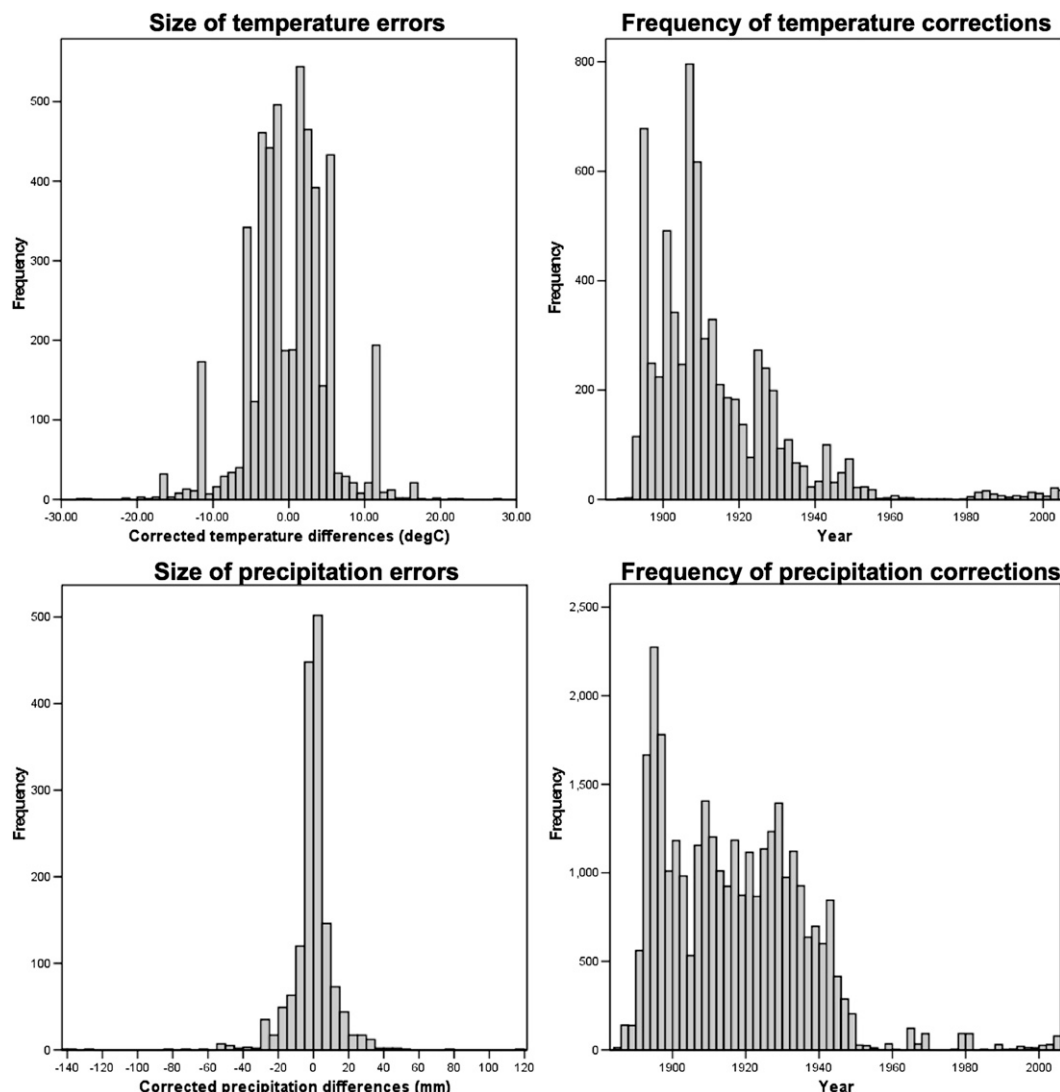 Size of temperature errors
Frequency of temperature corrections
500
400
300
200
100
0
Frequency
-30.00 -20.00 -10.00 0.00 10.00 20.00 30.00
Corrected temperature differences (degC)
800
600
400
200
0
Frequency
1900 1920 1940 1960 1980 2000
Year
Size of precipitation errors
Frequency of precipitation corrections
500
400
300
200
100
0
Frequency
-140 -120 -100 -80 -60 -40 -20 0 20 40 60 80 100 120
Corrected precipitation differences (mm)
2,500
2,000
1,500
1,000
500
0
Frequency
1900 1920 1940 1960 1980 2000
Year